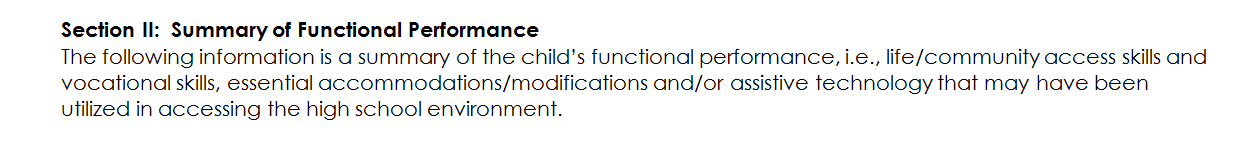 Section II:  Summary of Functional Performance
The following information is a summary of the child’s functional performance, i.e., life/community access skills and
vocational skills, essential accommodations/modifications and/or assistive technology that may have been
utilized in accessing the high school environment.